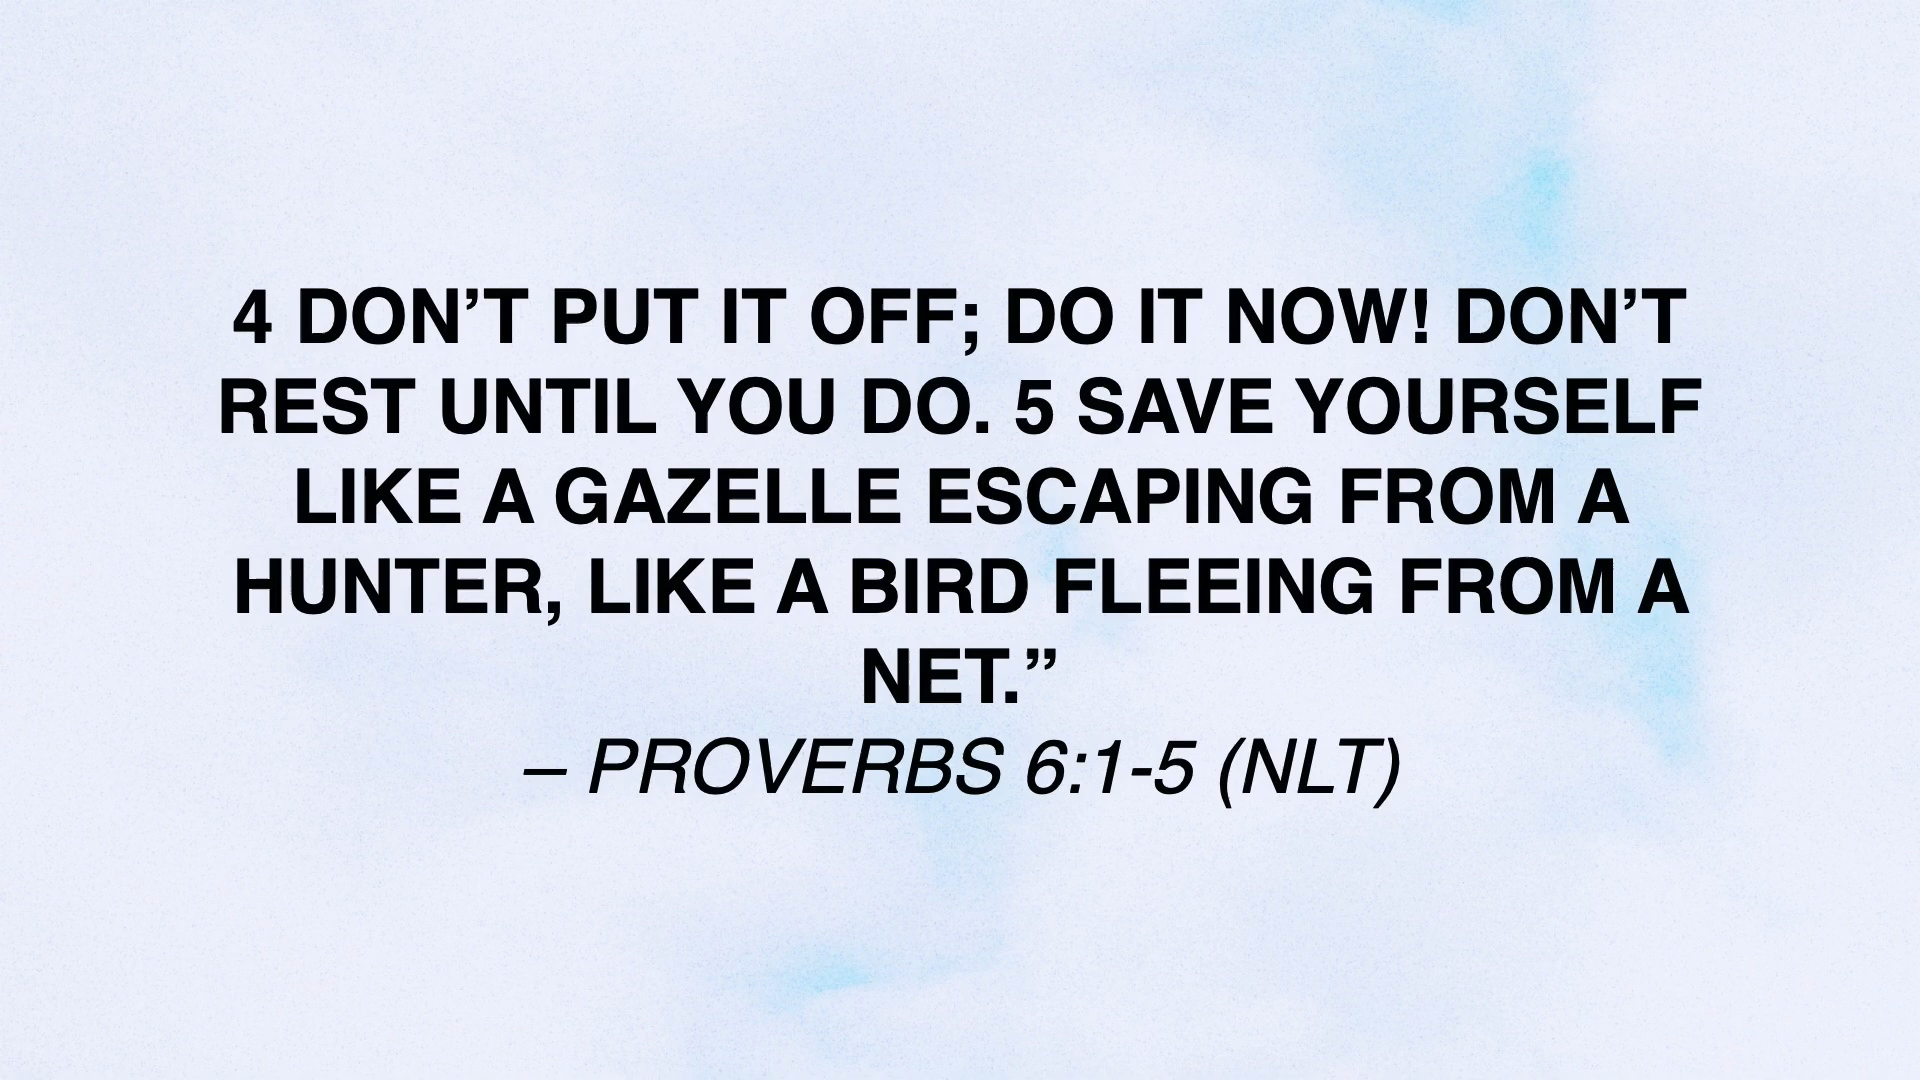 4 DON’T PUT IT OFF; DO IT NOW! DON’T
REST UNTIL YOU DO. 5 SAVE YOURSELF
LIKE A GAZELLE ESCAPING FROM A
HUNTER, LIKE A BIRD FLEEING FROM A
NET.”
– PROVERBS 6:1-5 (NLT)